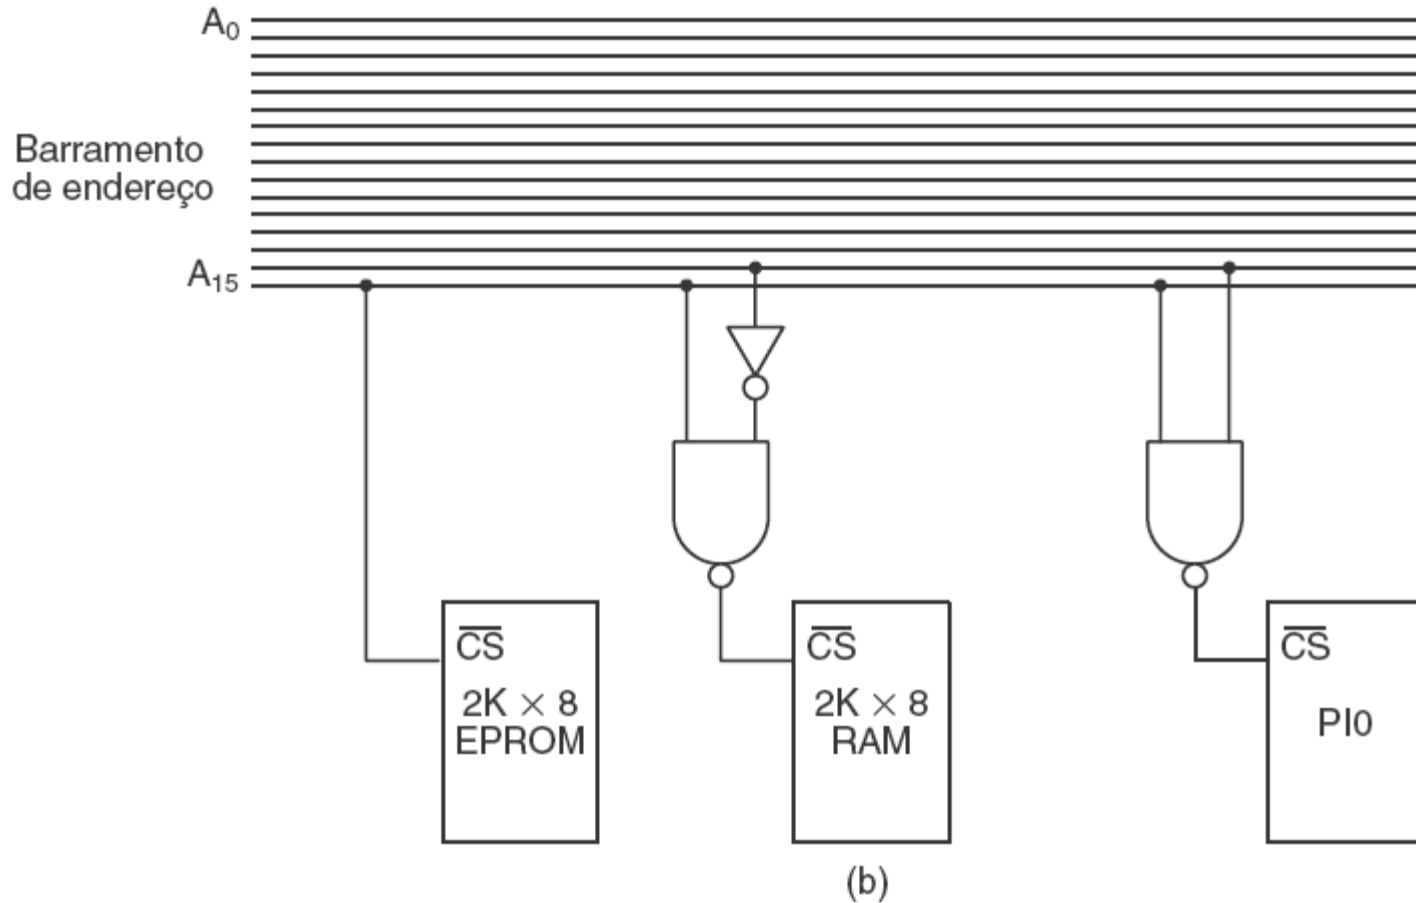 A₀
Barramento
de endereço
A₁₅
CS
2K × 8
EPROM
CS
2K × 8
RAM
CS
PI0
(b)